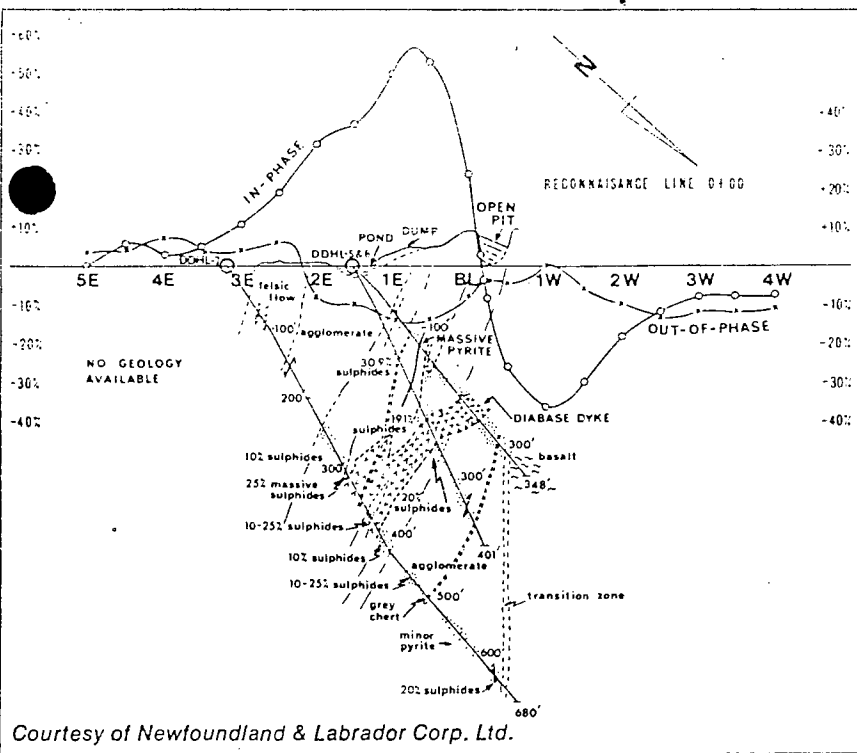 -60%
-50%
-40%
-30%
-20%
+10%
-10%
-20%
-30%
-40%
-40%
-30%
+20%
+10%
-10%
-20%
-30%
-40%
N
RECONNAISANCE LINE 0+00
IN-PHASE
OPEN
PIT
DUMP
POND
DDHL-5&6
5E 4E 3E 2E 1E BL 1W 2W 3W 4W
OUT-OF-PHASE
felsic
flow
100
agglomerate
100
MASSIVE
PYRITE
NO GEOLOGY
AVAILABLE
30.9%
sulphides
200
191%
sulphides
DIABASE DYKE
10% sulphides
300'
300'
basalt
25% massive
sulphides
300'
348'
20%
sulphides
10-25% sulphides
400'
401'
10% sulphides
agglomerate
10-25% sulphides
500'
grey
chert
transition zone
minor
pyrite
600'
20% sulphides
680'
Courtesy of Newfoundland & Labrador Corp. Ltd.